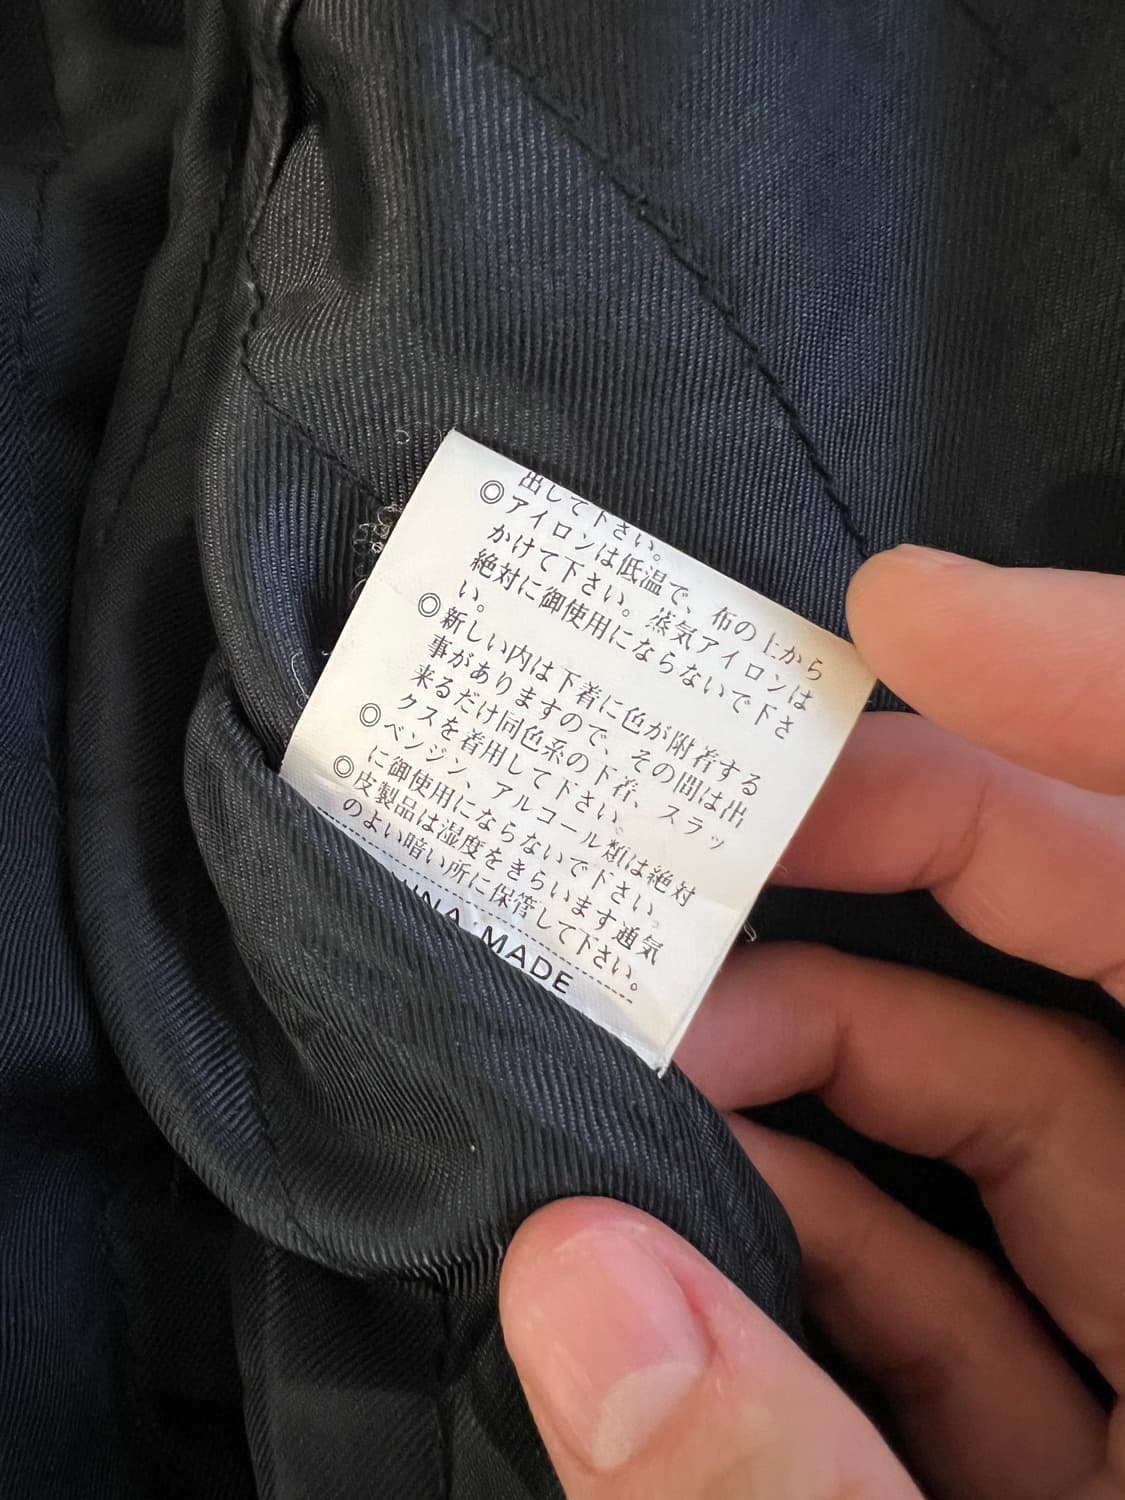 出して下さい。
◎アイロンは低温で、布の上から
かけて下さい。蒸気アイロンは
絶対に御使用にならないで下さ
い。
◎新しい内は下着に色が附着する
事がありますので、その間は出
来るだけ同色系の下着、スラッ
クスを着用して下さい。
◎ベンジン、アルコール類は絶対
に御使用にならないで下さい。
◎皮製品は湿度をきらいます通気
のよい暗い所に保管して下さい。
MADE